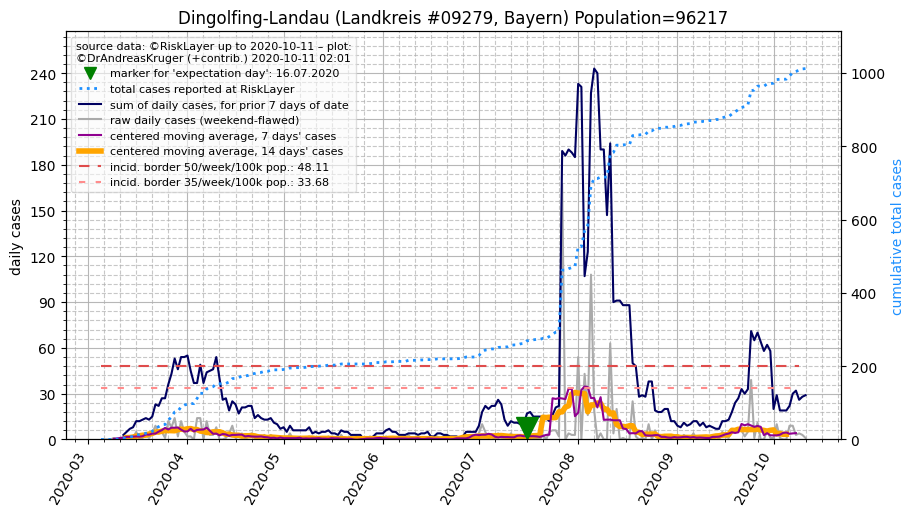 Dingolfing-Landau (Landkreis #09279, Bayern) Population=96217
source data: ©RiskLayer up to 2020-10-11 – plot:
©DrAndreasKruger (+contrib.) 2020-10-11 02:01
marker for 'expectation day': 16.07.2020
total cases reported at RiskLayer
sum of daily cases, for prior 7 days of date
raw daily cases (weekend-flawed)
centered moving average, 7 days' cases
centered moving average, 14 days' cases
incid. border 50/week/100k pop.: 48.11
incid. border 35/week/100k pop.: 33.68
daily cases
240
210
180
150
120
90
60
30
0
1000
800
600
400
200
0
cumulative total cases
2020-03
2020-04
2020-05
2020-06
2020-07
2020-08
2020-09
2020-10